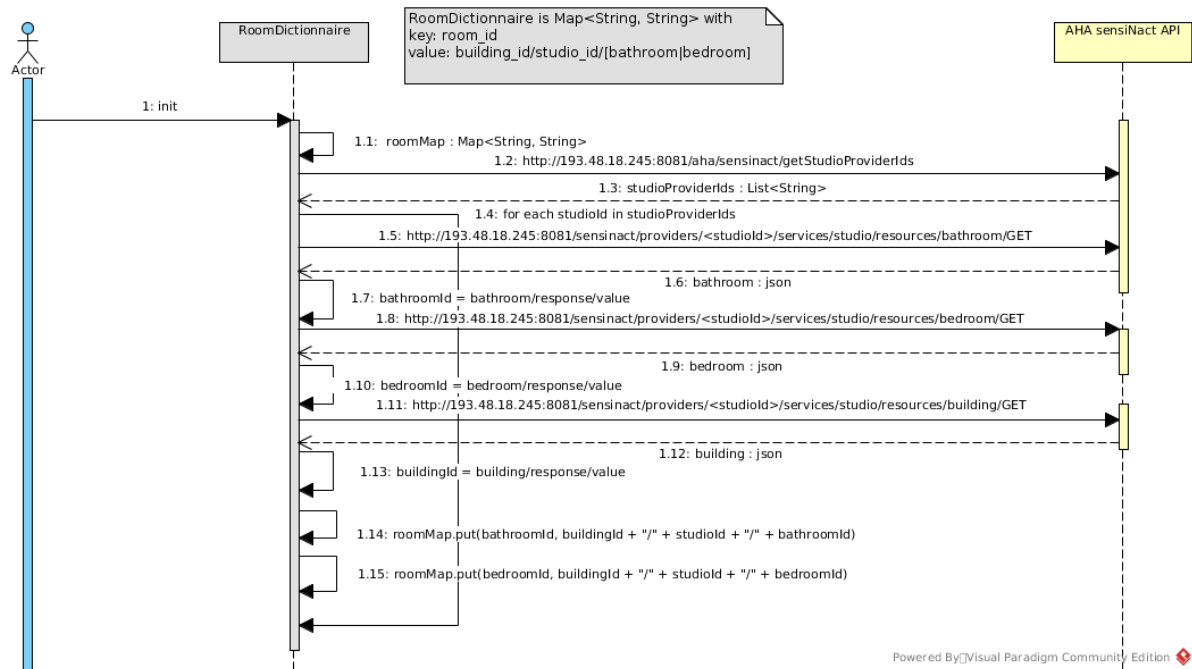 RoomDictionnaire is Map<String, String> with
key: room_id
value: building_id/studio_id/[bathroom|bedroom]
RoomDictionnaire
AHA sensiNact API
Actor
1: init
1.1: roomMap : Map<String, String>
1.2: http://193.48.18.245:8081/aha/sensinact/getStudioProviderIds
1.3: studioProviderIds : List<String>
1.4: for each studioId in studioProviderIds
1.5: http://193.48.18.245:8081/sensinact/providers/<studioId>/services/studio/resources/bathroom/GET
1.6: bathroom : json
1.7: bathroomId = bathroom/response/value
1.8: http://193.48.18.245:8081/sensinact/providers/<studioId>/services/studio/resources/bedroom/GET
1.9: bedroom : json
1.10: bedroomId = bedroom/response/value
1.11: http://193.48.18.245:8081/sensinact/providers/<studioId>/services/studio/resources/building/GET
1.12: building : json
1.13: buildingId = building/response/value
1.14: roomMap.put(bathroomId, buildingId + "/" + studioId + "/" + bathroomId)
1.15: roomMap.put(bedroomId, buildingId + "/" + studioId + "/" + bedroomId)
Powered By Visual Paradigm Community Edition